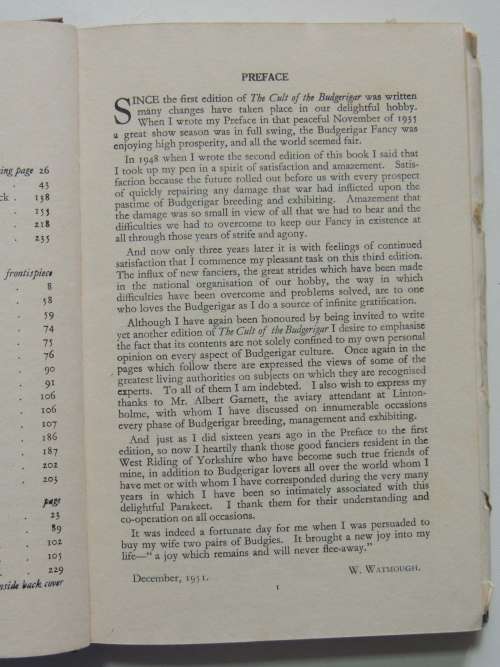 ing page 26
. 43
ck . 138
. 153
. 218
. 235
frontispiece
. 8
. 58
. 59
. 74
. 75
. 76
. 90
. 91
. 106
. 106
. 107
. 186
. 187
. 202
. 203
page
. 23
. 89
. 102
. 105
. 229
inside back cover
PREFACE
SINCE the first edition of The Cult of the Budgerigar was written
many changes have taken place in our delightful hobby.
When I wrote my Preface in that peaceful November of 1935
a great show season was in full swing, the Budgerigar Fancy was
enjoying high prosperity, and all the world seemed fair.
In 1948 when I wrote the second edition of this book I said that
I took up my pen in a spirit of satisfaction and amazement. Satis-
faction because the future rolled out before us with every prospect
of quickly repairing any damage that war had inflicted upon the
pastime of Budgerigar breeding and exhibiting. Amazement that
the damage was so small in view of all that we had to bear and the
difficulties we had to overcome to keep our Fancy in existence at
all through those years of strife and agony.
And now only three years later it is with feelings of continued
satisfaction that I commence my pleasant task on this third edition.
The influx of new fanciers, the great strides which have been made
in the national organisation of our hobby, the way in which
difficulties have been overcome and problems solved, are to one
who loves the Budgerigar as I do a source of infinite gratification.
Although I have again been honoured by being invited to write
yet another edition of The Cult of the Budgerigar I desire to emphasise
the fact that its contents are not solely confined to my own personal
opinion on every aspect of Budgerigar culture. Once again in the
pages which follow there are expressed the views of some of the
greatest living authorities on subjects on which they are recognised
experts. To all of them I am indebted. I also wish to express my
thanks to Mr. Albert Garnett, the aviary attendant at Linton-
holme, with whom I have discussed on innumerable occasions
every phase of Budgerigar breeding, management and exhibiting.
And just as I did sixteen years ago in the Preface to the first
edition, so now I heartily thank those good fanciers resident in the
West Riding of Yorkshire who have become such true friends of
mine, in addition to Budgerigar lovers all over the world whom I
have met or with whom I have corresponded during the very many
years in which I have been so intimately associated with this
delightful Parakeet. I thank them for their understanding and
co-operation on all occasions.
It was indeed a fortunate day for me when I was persuaded to
buy my wife two pairs of Budgies. It brought a new joy into my
life—“ a joy which remains and will never flee-away.”
W. WATMOUGH.
December, 1951.
1